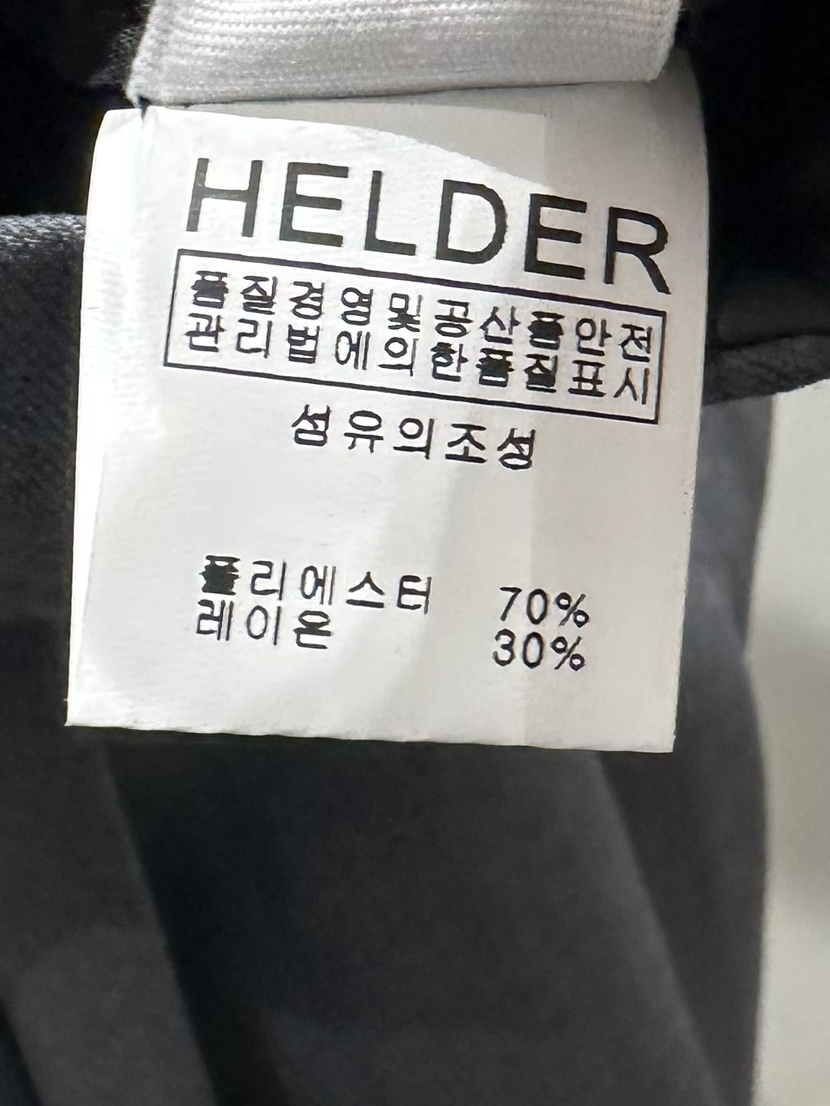 HELDER
품질경영및공산품안전
관리법에의한품질표시
섬유의조성
폴리에스터 70%
레이온 30%